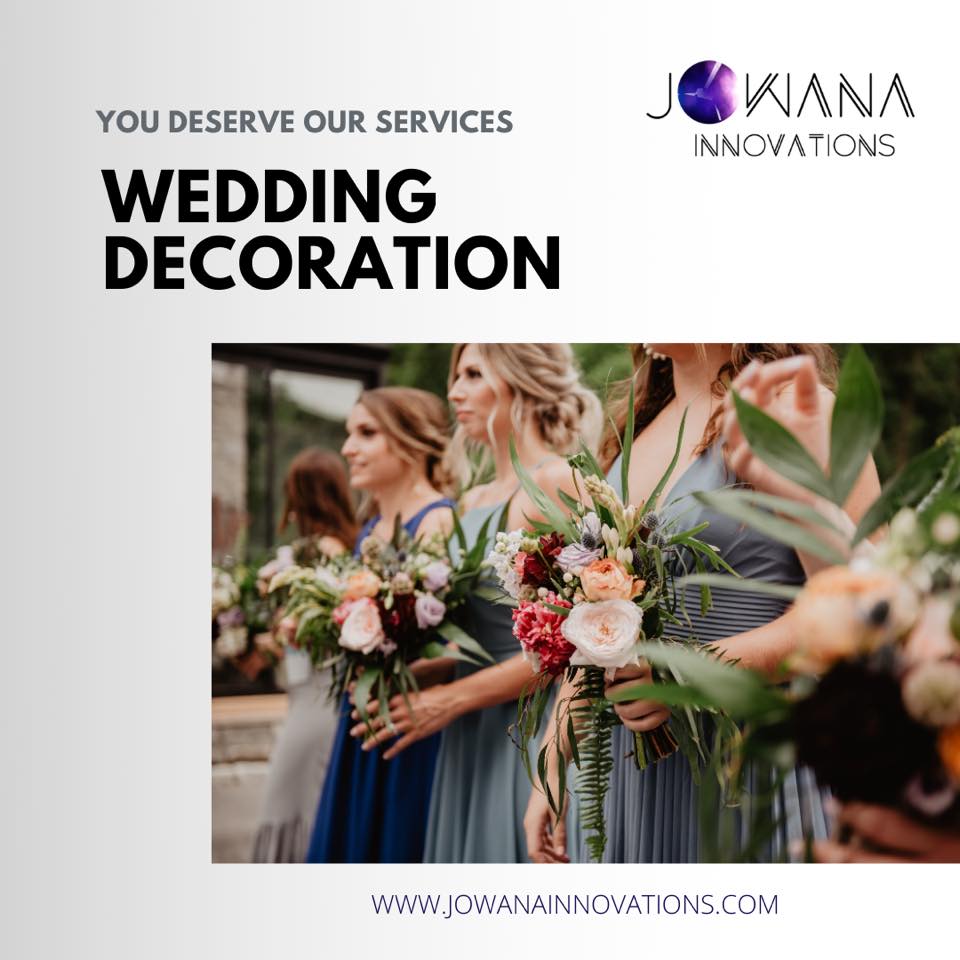 YOU DESERVE OUR SERVICES
JOWANA
INNOVATIONS
WEDDING
DECORATION
WWW.JOWANAINNOVATIONS.COM